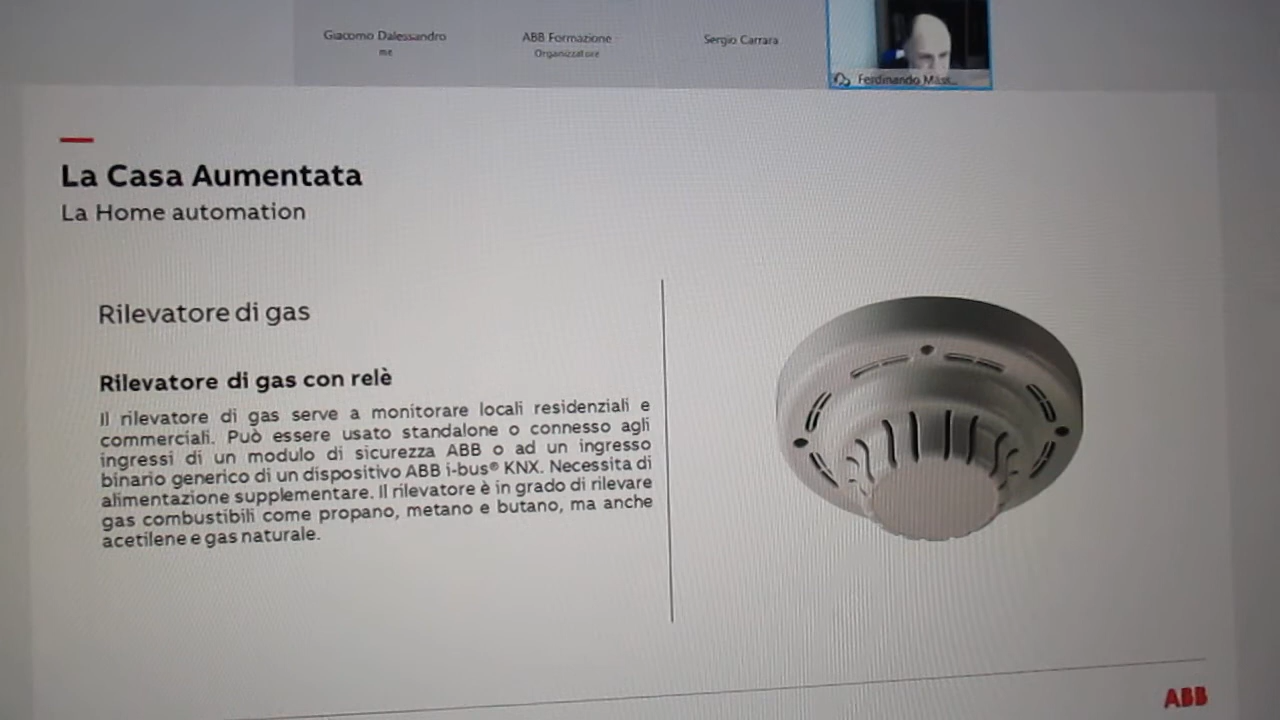 Giacomo Dalessandro
me
ABB Formazione
Organizzatore
Sergio Carrara
Ferdinando Mass...
La Casa Aumentata
La Home automation
Rilevatore di gas
Rilevatore di gas con relè
Il rilevatore di gas serve a monitorare locali residenziali e
commerciali. Può essere usato standalone o connesso agli
ingressi di un modulo di sicurezza ABB o ad un ingresso
binario generico di un dispositivo ABB i-bus® KNX. Necessita di
alimentazione supplementare. Il rilevatore è in grado di rilevare
gas combustibili come propano, metano e butano, ma anche
acetilene e gas naturale.
ABB